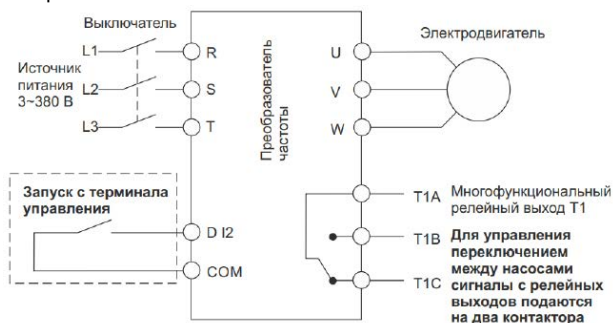 Выключатель
L1
L2
L3
Источник
питания
3~380 В
R
S
T
Преобразователь
частоты
U
V
W
Электродвигатель
Запуск с терминала
управления
D I2
COM
T1A
T1B
T1C
Многофункциональный
релейный выход T1
Для управления
переключением
между насосами
сигналы с релейных
выходов подаются
на два контактора